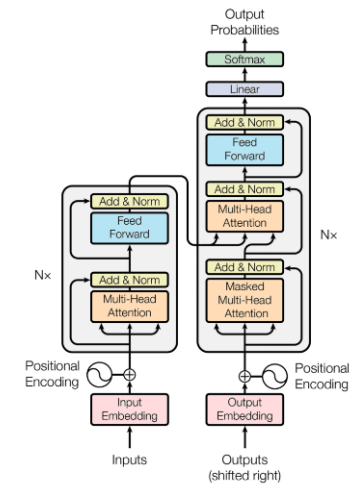 Output
Probabilities
Softmax
Linear
Add & Norm
Feed
Forward
Add & Norm
Multi-Head
Attention
Add & Norm
Masked
Multi-Head
Attention
Nx
Add & Norm
Feed
Forward
Add & Norm
Multi-Head
Attention
Nx
Positional
Encoding
Positional
Encoding
Input
Embedding
Output
Embedding
Inputs
Outputs
(shifted right)